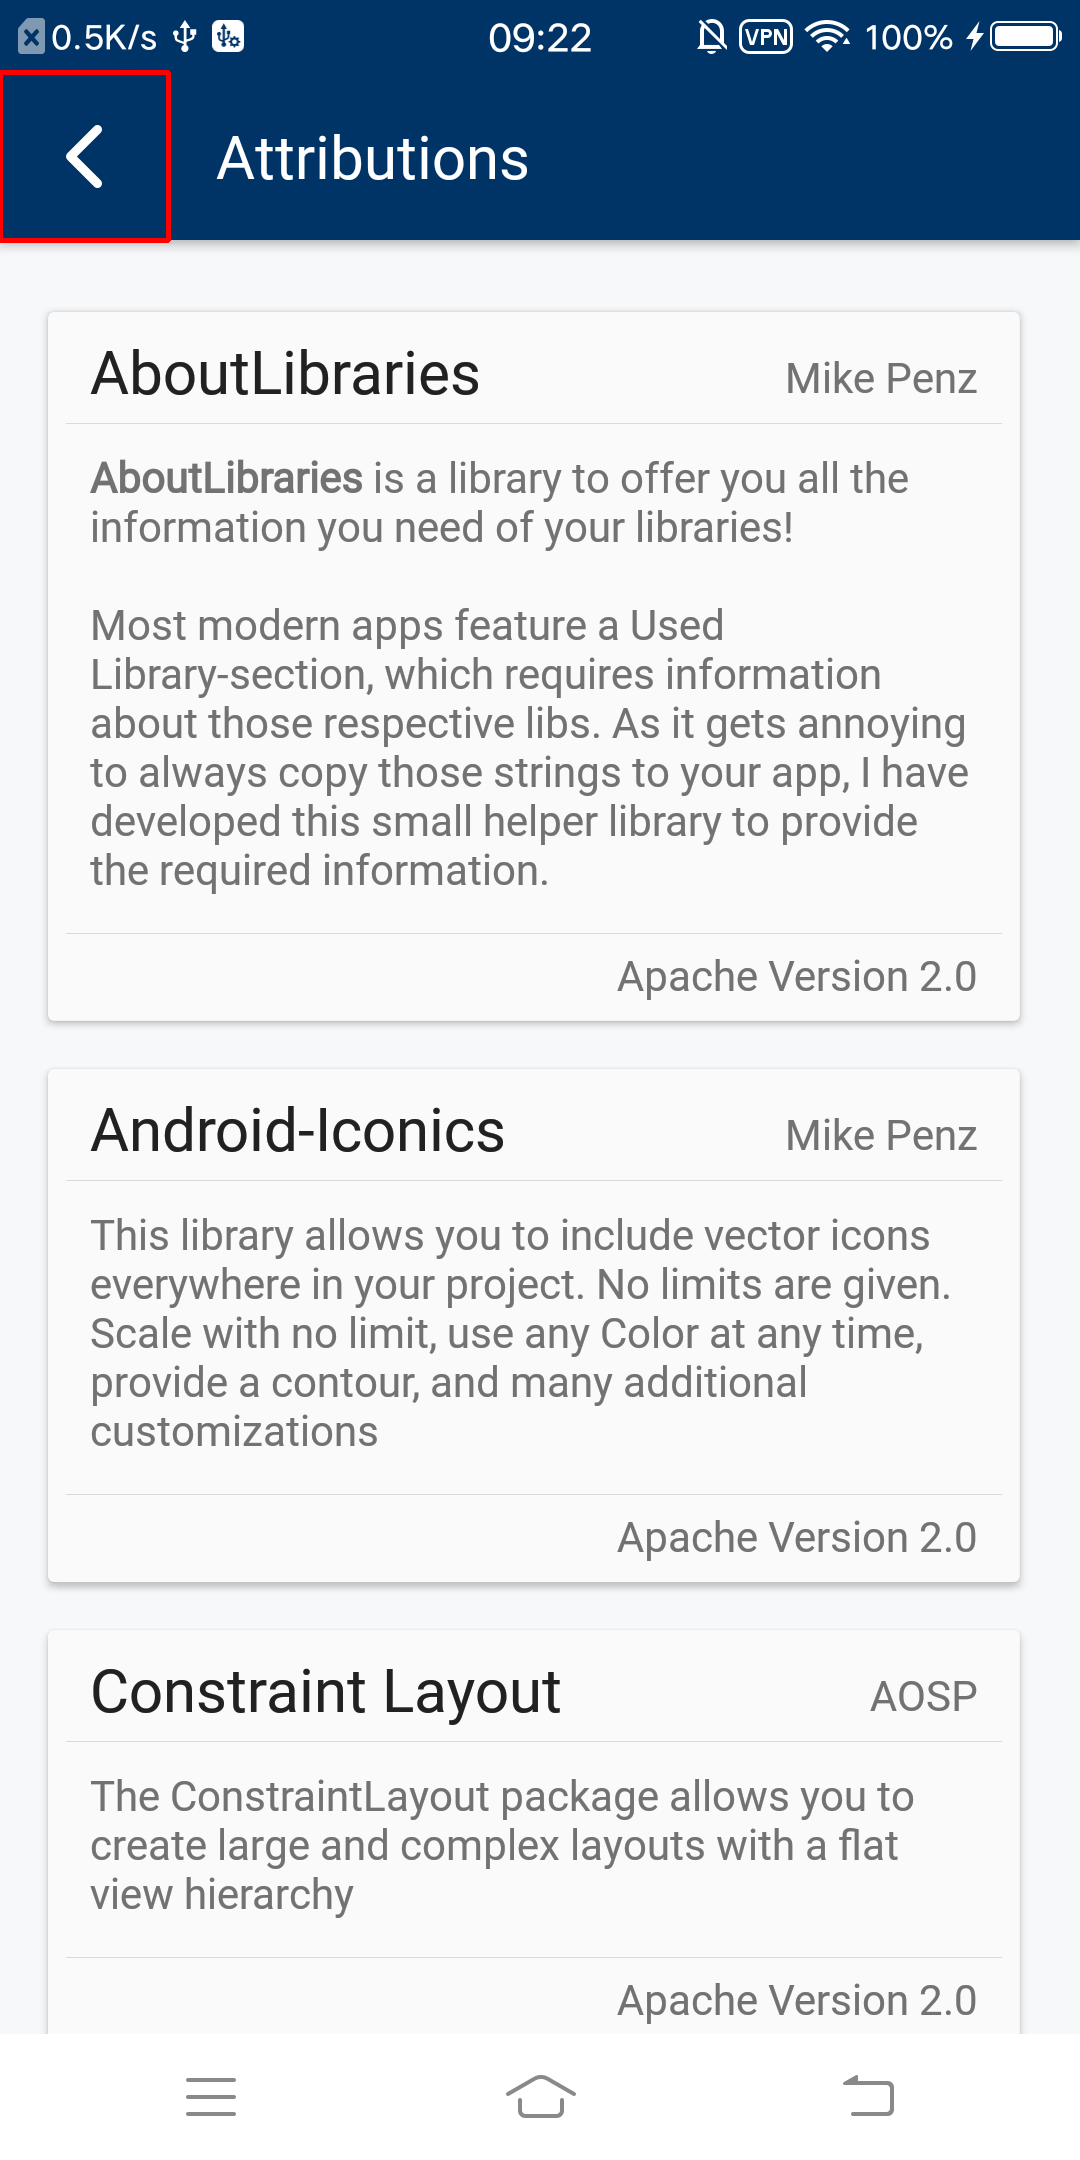 0.5K/s 09:22 VPN 100%
Attributions
AboutLibraries Mike Penz
AboutLibraries is a library to offer you all the
information you need of your libraries!
Most modern apps feature a Used
Library-section, which requires information
about those respective libs. As it gets annoying
to always copy those strings to your app, I have
developed this small helper library to provide
the required information.
Apache Version 2.0
Android-Iconics Mike Penz
This library allows you to include vector icons
everywhere in your project. No limits are given.
Scale with no limit, use any Color at any time,
provide a contour, and many additional
customizations
Apache Version 2.0
Constraint Layout AOSP
The ConstraintLayout package allows you to
create large and complex layouts with a flat
view hierarchy
Apache Version 2.0